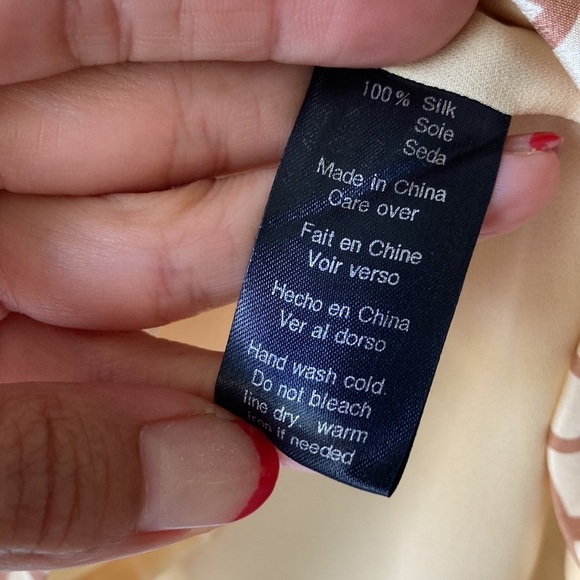 100% Silk
Soie
Seda
Made in China
Care over
Fait en Chine
Voir verso
Hecho en China
Ver al dorso
Hand wash cold.
Do not bleach
line dry warm
iron if needed